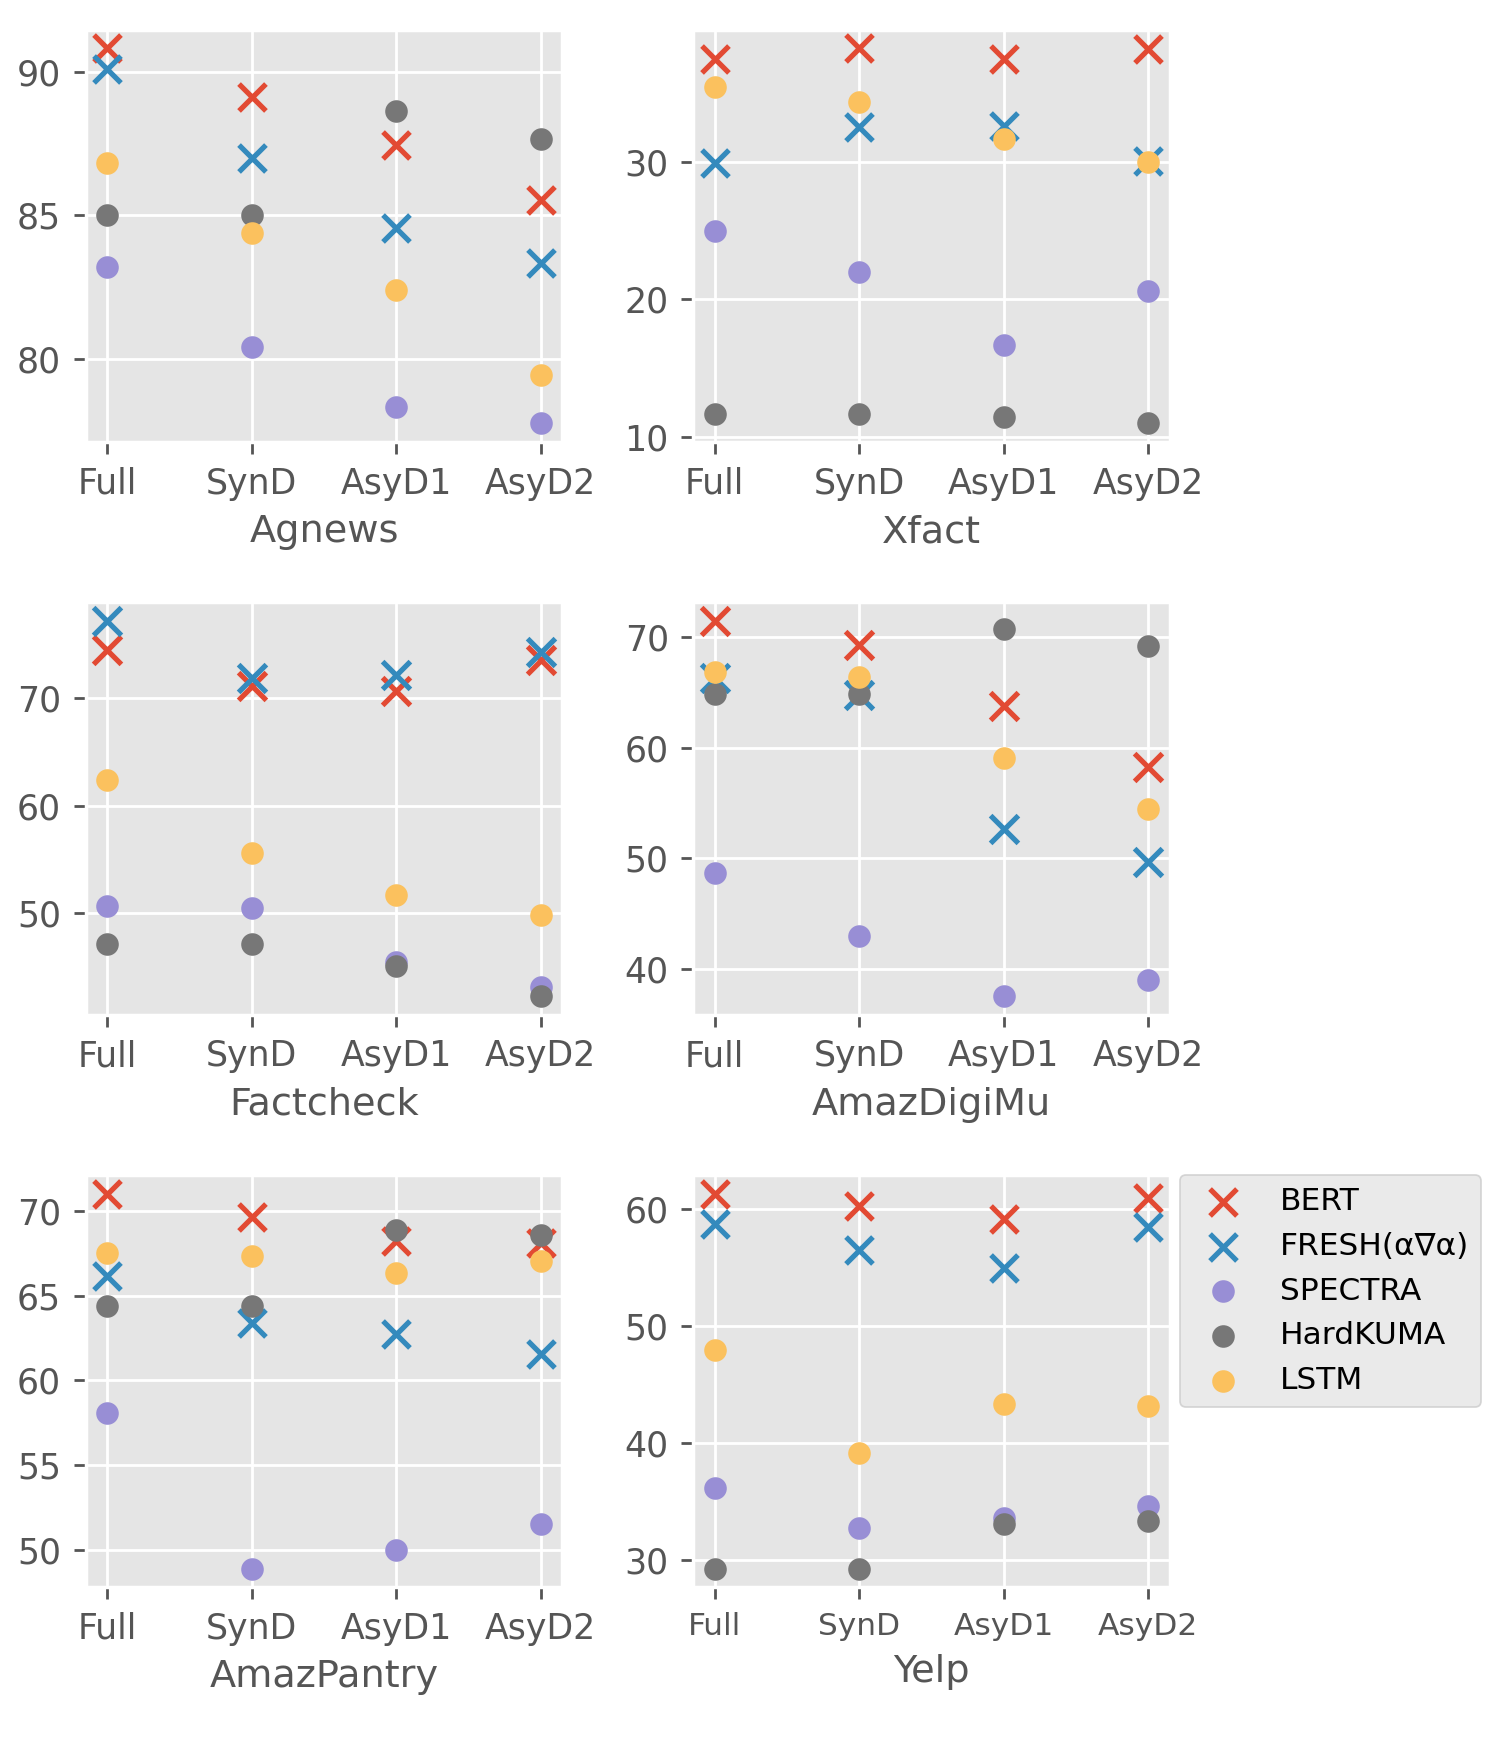 90
85
80
Full SynD AsyD1 AsyD2
Agnews
30
20
10
Full SynD AsyD1 AsyD2
Xfact
70
60
50
Full SynD AsyD1 AsyD2
Factcheck
70
60
50
40
Full SynD AsyD1 AsyD2
AmazDigiMu
70
65
60
55
50
Full SynD AsyD1 AsyD2
AmazPantry
60
50
40
30
Full SynD AsyD1 AsyD2
Yelp
BERT
FRESH(α∇α)
SPECTRA
HardKUMA
LSTM